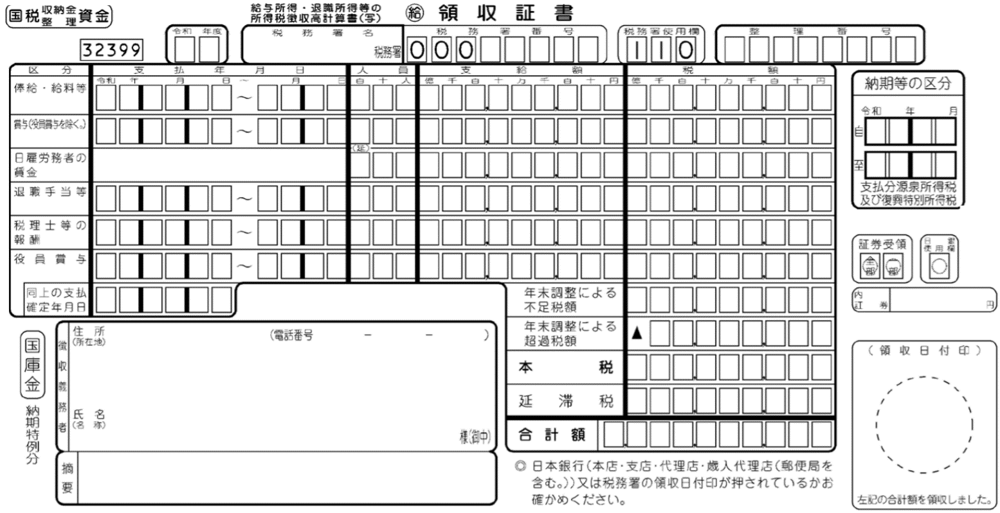 国税 収納金整理 資金
給与所得・退職所得等の
所得税徴収高計算書(写)
給 領収証書
32399
令和 年度
税務署名
税務署
税務署番号
000
税務署使用欄
110
整理番号
区分 支払年月日 人員 支給額 税額
俸給・給料等
令和 年 月 日 ~ 月 日 百 十 人 億 千 百 十 万 千 百 十 円 億 千 百 十 万 千 百 十 円
~
賞与(役員賞与を除く。)
~
日雇労務者の
賃金
(延)
退職手当等
~
税理士等の
報酬
~
役員賞与
~
同上の支払
確定年月日
年末調整による
不足税額
年末調整による
超過税額
▲
本税
延滞税
合計額
徴収義務者
住所
(所在地)
(電話番号 - - )
氏名
(名称)
様(御中)
摘要
国庫金
納期特例分
納期等の区分
令和 年 月
自
至
支払分源泉所得税
及び復興特別所得税
証券受領
全部 一部
日銀
使用欄
内
証券
円
(領収日付印)
左記の合計額を領収しました。
◎ 日本銀行(本店・支店・代理店・歳入代理店(郵便局を
含む。))又は税務署の領収日付印が押されているかお
確かめください。